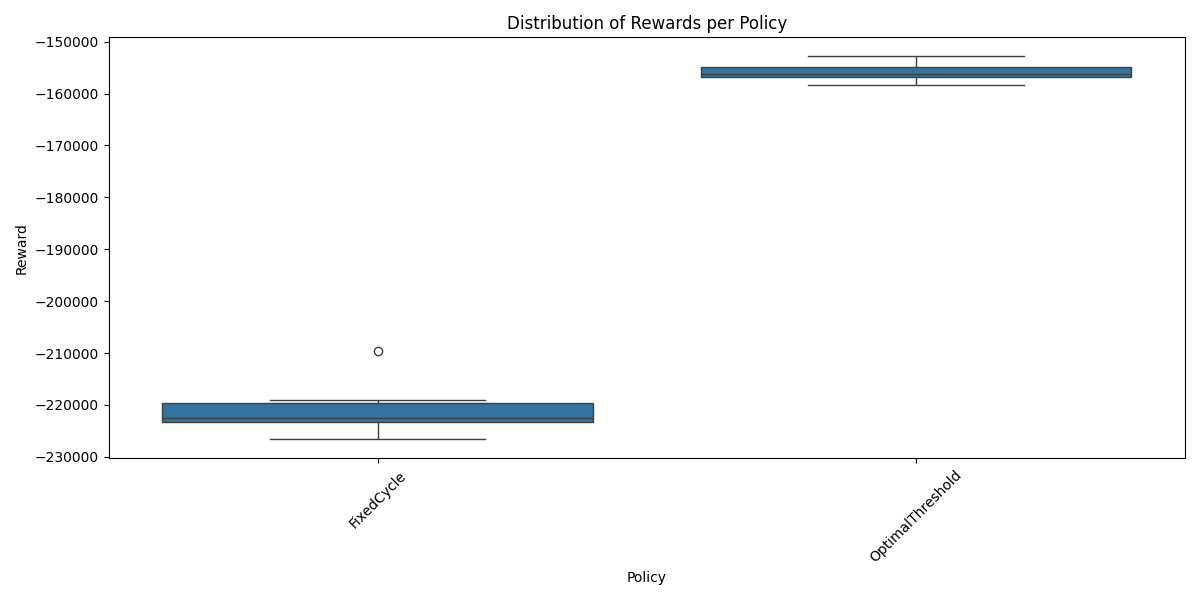 Distribution of Rewards per Policy
−150000
−160000
−170000
−180000
−190000
−200000
−210000
−220000
−230000
Reward
FixedCycle
OptimalThreshold
Policy